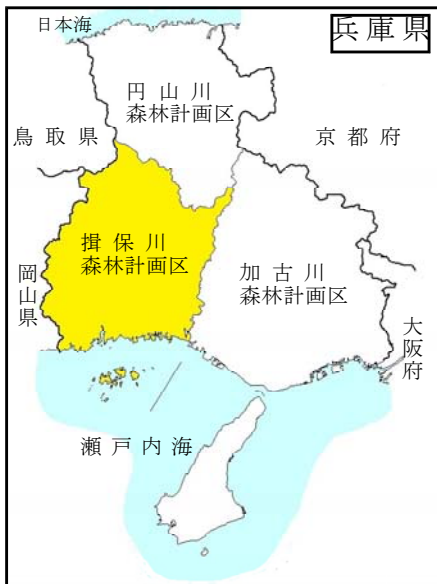 日本海
兵庫県
円山川
森林計画区
鳥取県
京都府
揖保川
森林計画区
加古川
森林計画区
岡山県
大阪府
瀬戸内海